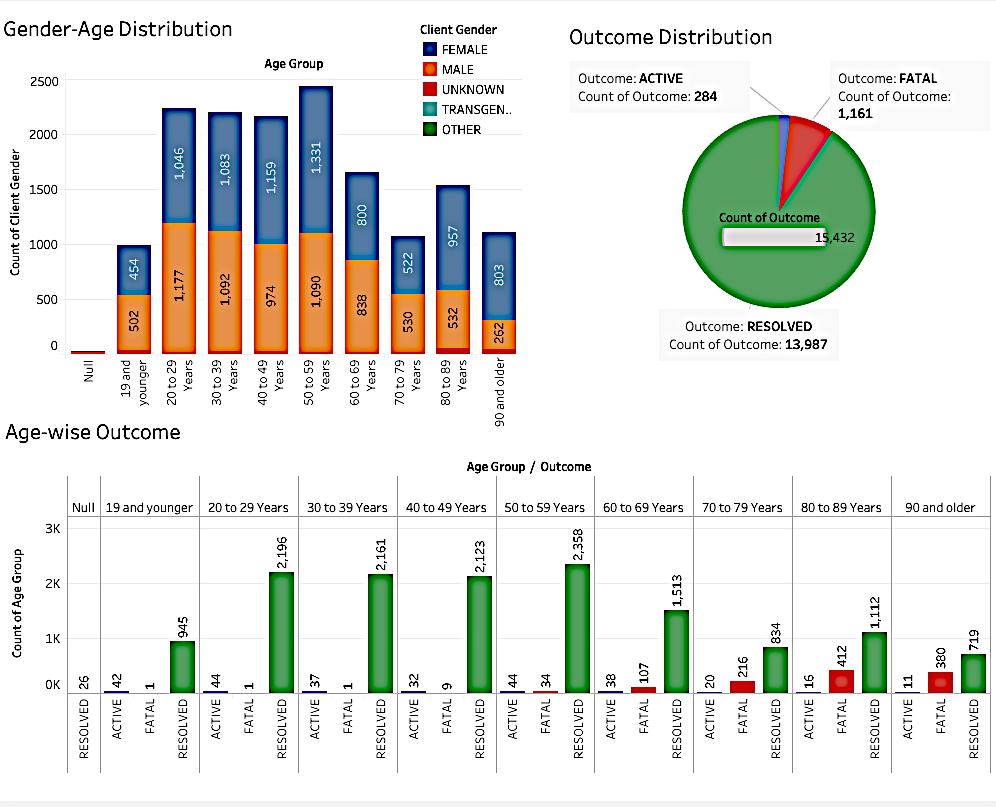 Gender-Age Distribution
Client Gender
FEMALE
MALE
UNKNOWN
TRANSGEN..
OTHER
Age Group
Count of Client Gender
2500
2000
1500
1000
500
0
454
502
1,046
1,177
1,083
1,092
1,159
974
1,331
1,090
800
838
522
530
957
532
803
262
Null
19 and
younger
20 to 29
Years
30 to 39
Years
40 to 49
Years
50 to 59
Years
60 to 69
Years
70 to 79
Years
80 to 89
Years
90 and older
Outcome Distribution
Outcome: ACTIVE
Count of Outcome: 284
Outcome: FATAL
Count of Outcome:
1,161
Count of Outcome
15,432
Outcome: RESOLVED
Count of Outcome: 13,987
Age-wise Outcome
Age Group / Outcome
Null
19 and younger
20 to 29 Years
30 to 39 Years
40 to 49 Years
50 to 59 Years
60 to 69 Years
70 to 79 Years
80 to 89 Years
90 and older
Count of Age Group
3K
2K
1K
0K
26
42
1
945
44
1
2,196
37
1
2,161
32
9
2,123
44
34
2,358
38
107
1,513
20
216
834
16
412
1,112
11
380
719
RESOLVED
ACTIVE
FATAL
RESOLVED
ACTIVE
FATAL
RESOLVED
ACTIVE
FATAL
RESOLVED
ACTIVE
FATAL
RESOLVED
ACTIVE
FATAL
RESOLVED
ACTIVE
FATAL
RESOLVED
ACTIVE
FATAL
RESOLVED
ACTIVE
FATAL
RESOLVED
ACTIVE
FATAL
RESOLVED